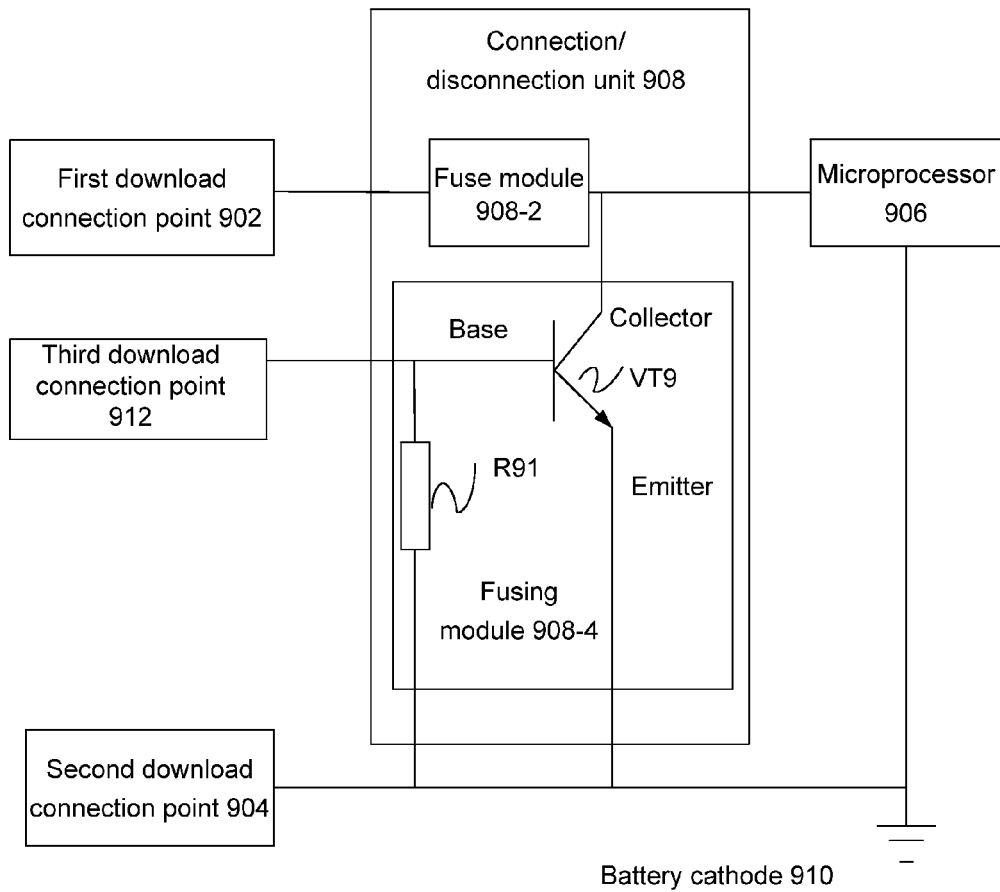 Connection/
disconnection unit 908
First download
connection point 902
Fuse module
908-2
Microprocessor
906
Third download
connection point
912
Base
Collector
VT9
R91
Emitter
Fusing
module 908-4
Second download
connection point 904
Battery cathode 910